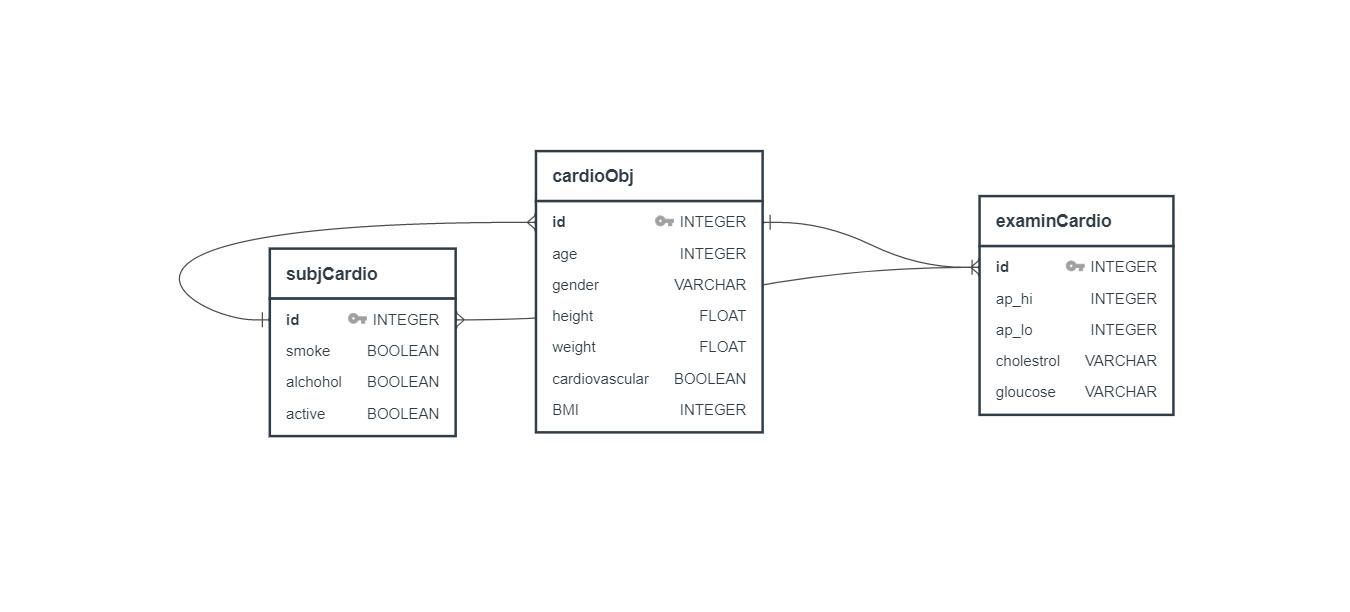 cardioObj
id INTEGER
age INTEGER
gender VARCHAR
height FLOAT
weight FLOAT
cardiovascular BOOLEAN
BMI INTEGER
subjCardio
id INTEGER
smoke BOOLEAN
alchohol BOOLEAN
active BOOLEAN
examinCardio
id INTEGER
ap_hi INTEGER
ap_lo INTEGER
cholestrol VARCHAR
gloucose VARCHAR